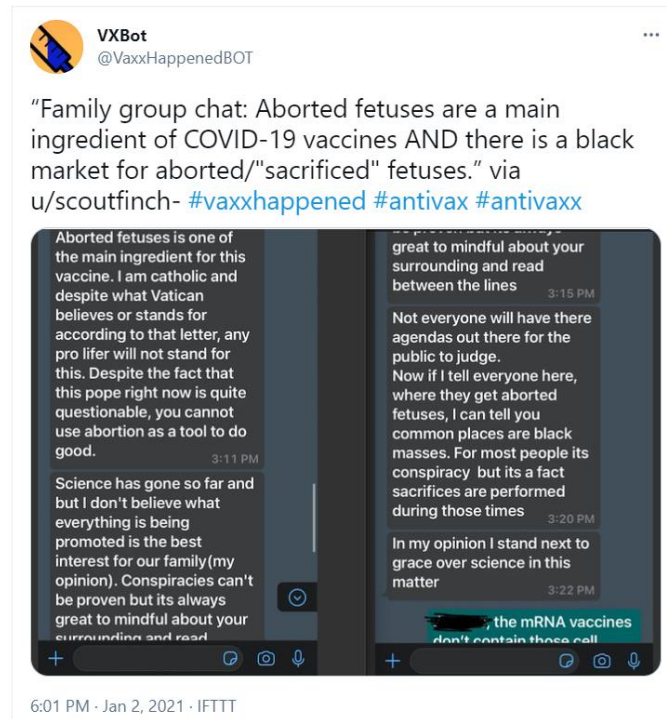 VXBot
@VaxxHappenedBOT
“Family group chat: Aborted fetuses are a main
ingredient of COVID-19 vaccines AND there is a black
market for aborted/"sacrificed" fetuses.” via
u/scoutfinch- #vaxxhappened #antivax #antivaxx
Aborted fetuses is one of
the main ingredient for this
vaccine. I am catholic and
despite what Vatican
believes or stands for
according to that letter, any
pro lifer will not stand for
this. Despite the fact that
this pope right now is quite
questionable, you cannot
use abortion as a tool to do
good.
3:11 PM
Science has gone so far and
but I don't believe what
everything is being
promoted is the best
interest for our family(my
opinion). Conspiracies can't
be proven but its always
great to mindful about your
surrounding and read
be proven but its always
great to mindful about your
surrounding and read
between the lines
3:15 PM
Not everyone will have there
agendas out there for the
public to judge.
Now if I tell everyone here,
where they get aborted
fetuses, I can tell you
common places are black
masses. For most people its
conspiracy but its a fact
sacrifices are performed
during those times
3:20 PM
In my opinion I stand next to
grace over science in this
matter
3:22 PM
, the mRNA vaccines
don't contain those cell
6:01 PM · Jan 2, 2021 · IFTTT